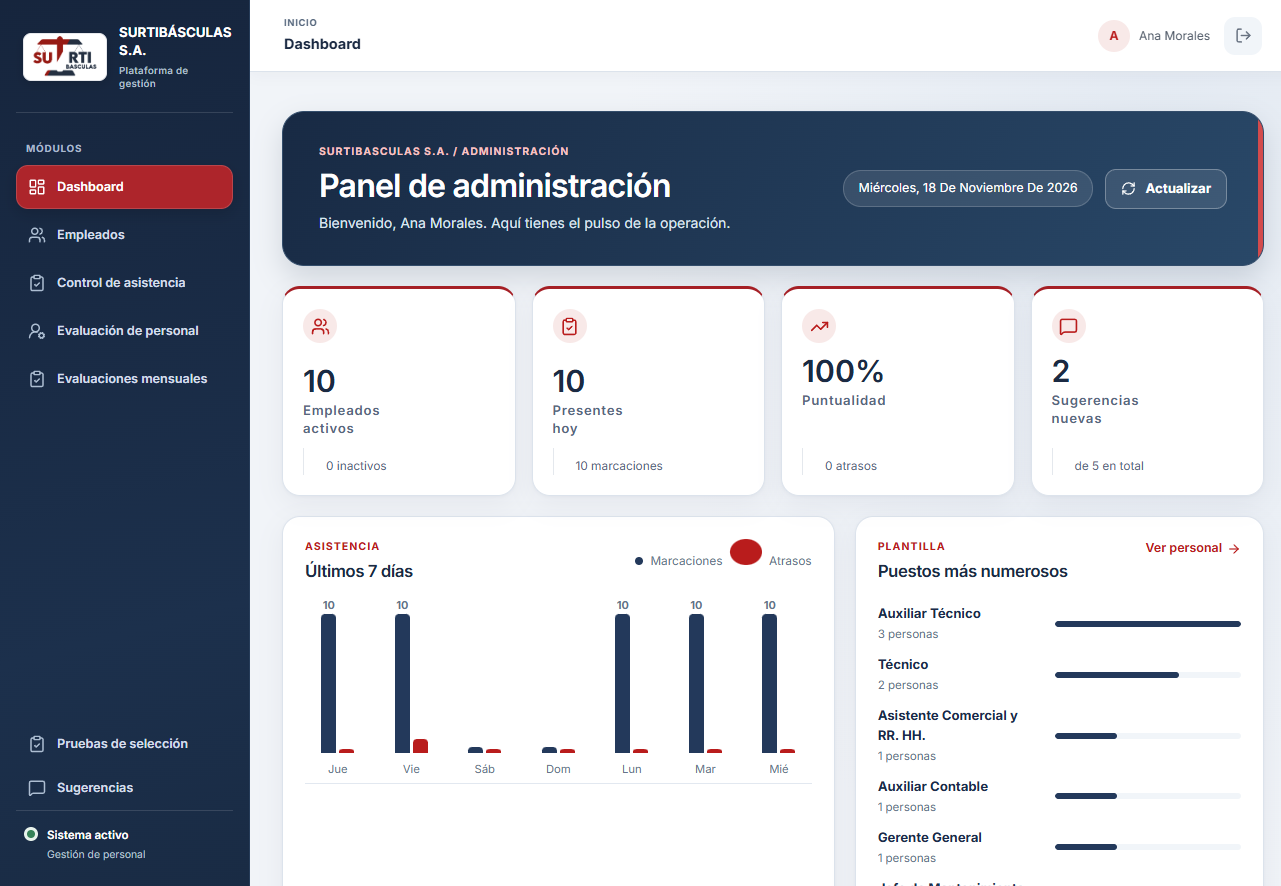 SURTI
BASCULAS
SURTIBÁSCULAS
S.A.
Plataforma de
gestión
MÓDULOS
Dashboard
Empleados
Control de asistencia
Evaluación de personal
Evaluaciones mensuales
Pruebas de selección
Sugerencias
Sistema activo
Gestión de personal
INICIO
Dashboard
A
Ana Morales
SURTIBASCULAS S.A. / ADMINISTRACIÓN
Panel de administración
Bienvenido, Ana Morales. Aquí tienes el pulso de la operación.
Miércoles, 18 De Noviembre De 2026
Actualizar
10
Empleados
activos
0 inactivos
10
Presentes
hoy
10 marcaciones
100%
Puntualidad
0 atrasos
2
Sugerencias
nuevas
de 5 en total
ASISTENCIA
Últimos 7 días
Marcaciones
Atrasos
10 10 10 10 10
Jue Vie Sáb Dom Lun Mar Mié
PLANTILLA
Puestos más numerosos
Ver personal →
Auxiliar Técnico
3 personas
Técnico
2 personas
Asistente Comercial y
RR. HH.
1 personas
Auxiliar Contable
1 personas
Gerente General
1 personas